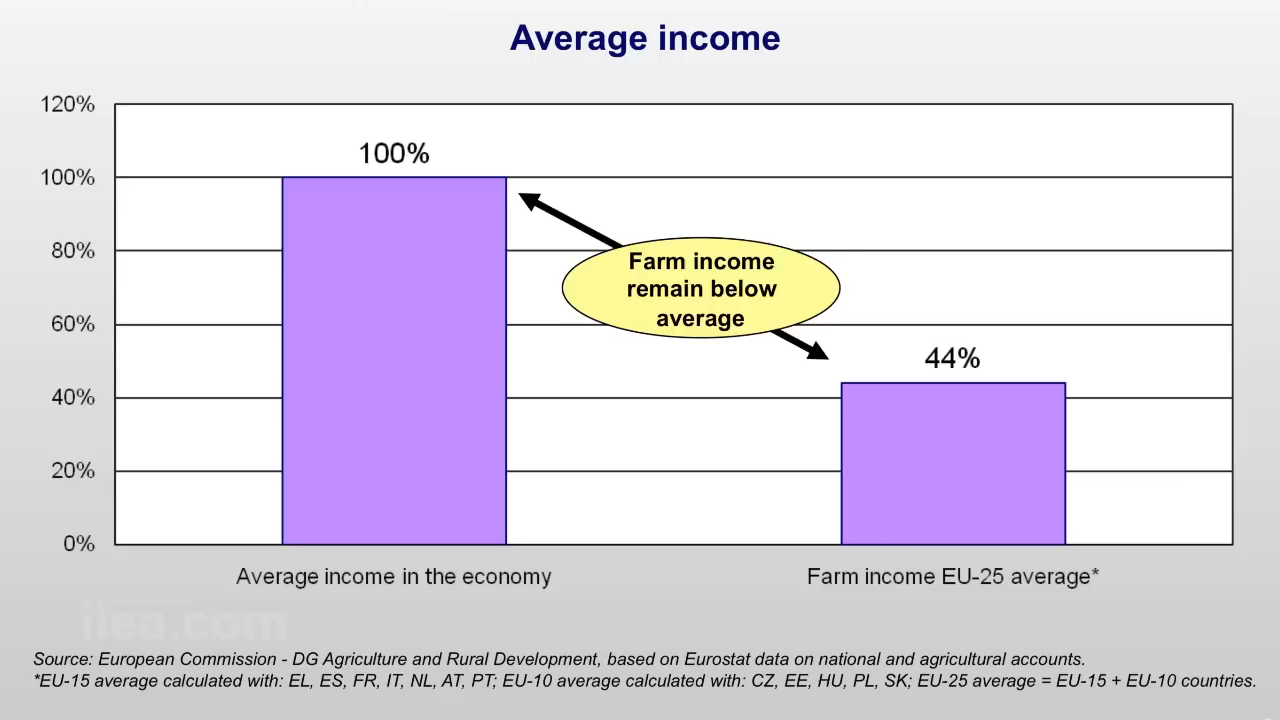 Average income
120%
100%
100%
80%
Farm income
remain below
average
60%
44%
40%
20%
0%
Average income in the economy
Farm income EU-25 average*
iiea.com
Source: European Commission - DG Agriculture and Rural Development, based on Eurostat data on national and agricultural accounts.
*EU-15 average calculated with: EL, ES, FR, IT, NL, AT, PT; EU-10 average calculated with: CZ, EE, HU, PL, SK; EU-25 average = EU-15 + EU-10 countries.